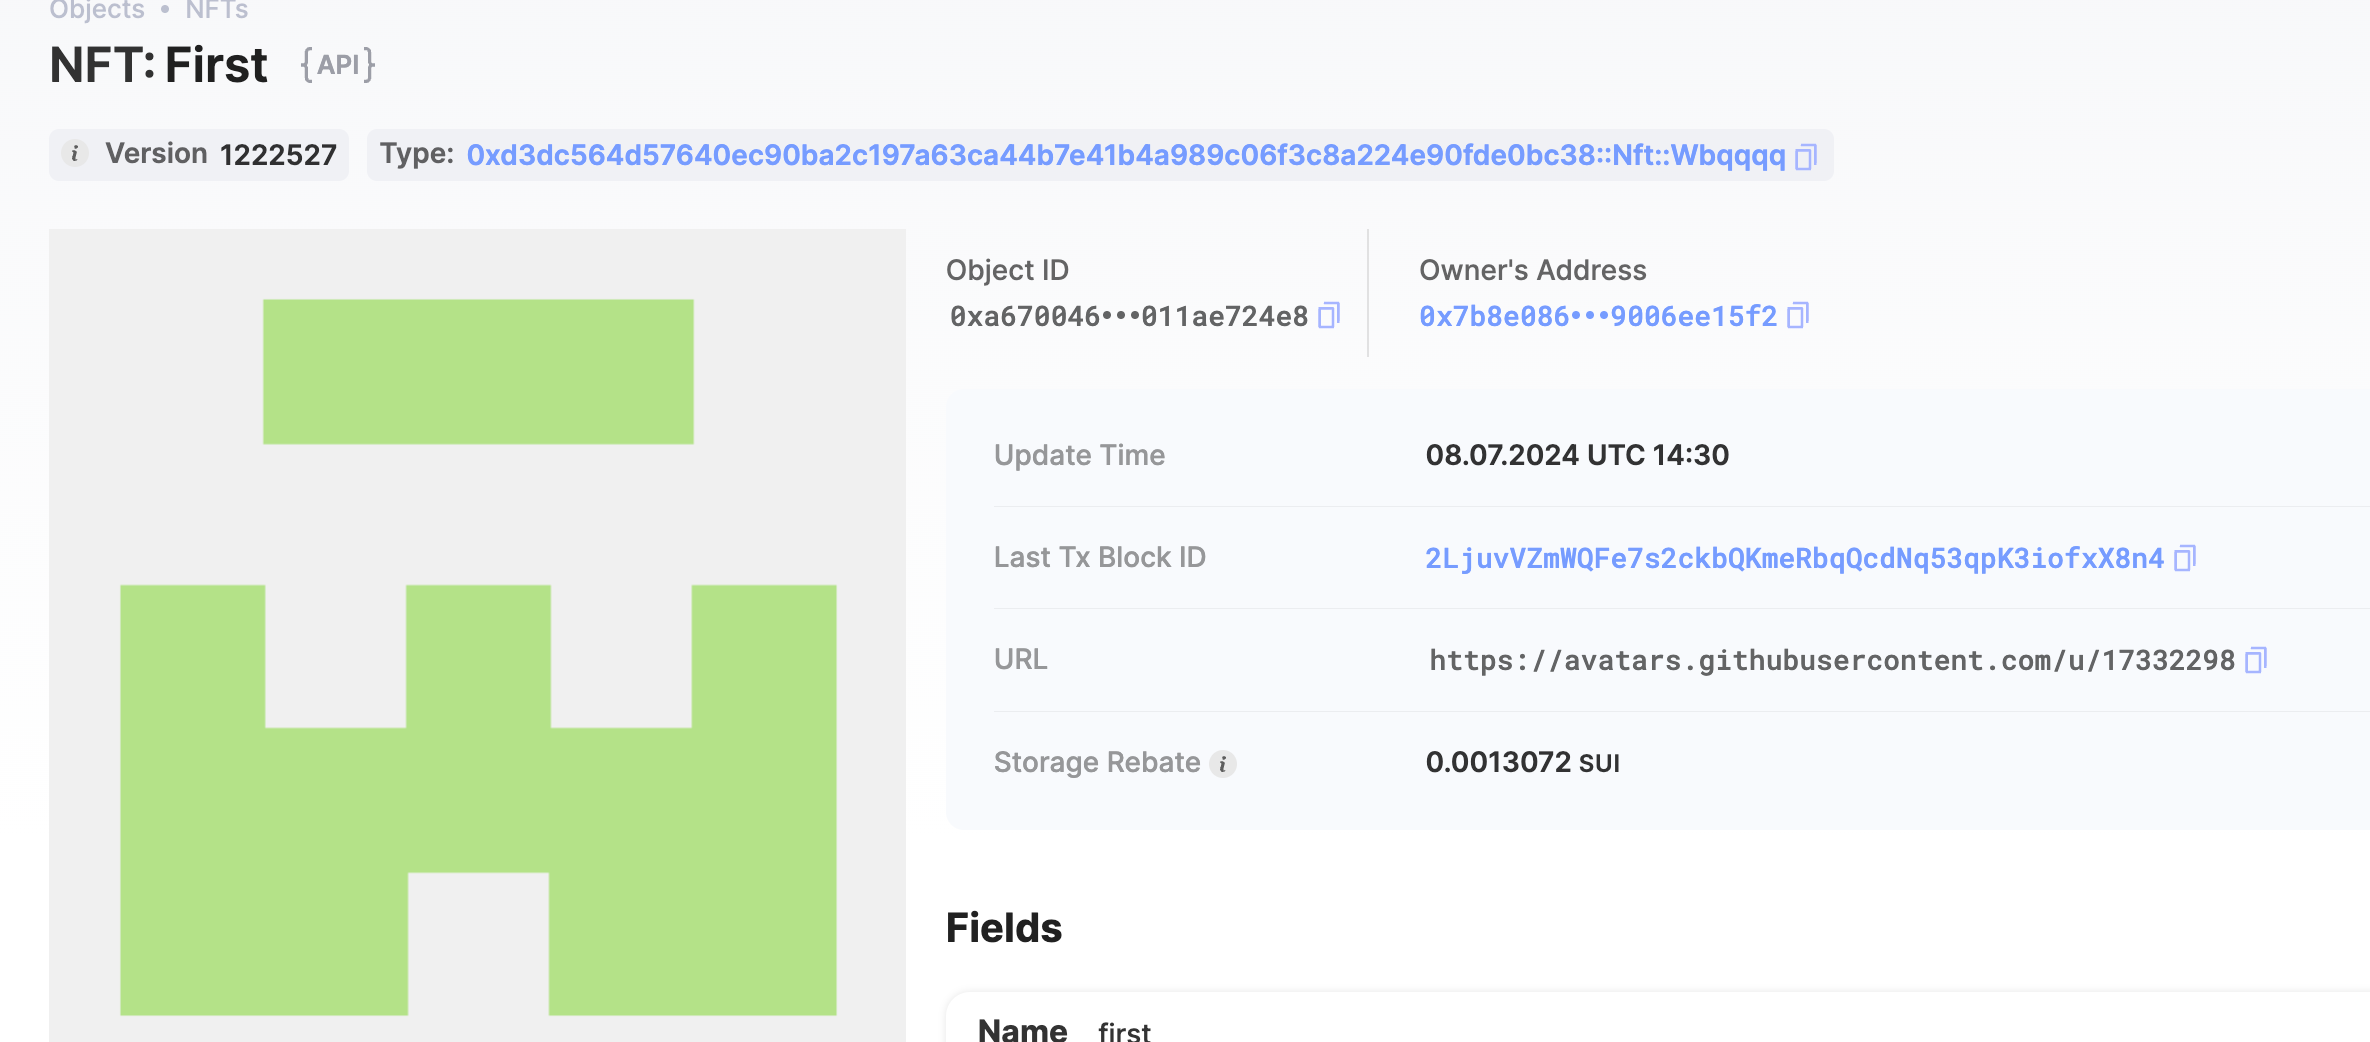 Objects • NFTs
NFT: First {API}
i Version 1222527 Type: 0xd3dc564d57640ec90ba2c197a63ca44b7e41b4a989c06f3c8a224e90fde0bc38::Nft::Wbqqqq
Object ID
0xa670046•••011ae724e8
Owner's Address
0x7b8e086•••9006ee15f2
Update Time 08.07.2024 UTC 14:30
Last Tx Block ID 2LjuvVZmWQFe7s2ckbQKmeRbqQcdNq53qpK3iofxX8n4
URL https://avatars.githubusercontent.com/u/17332298
Storage Rebate i 0.0013072 SUI
Fields
Name first